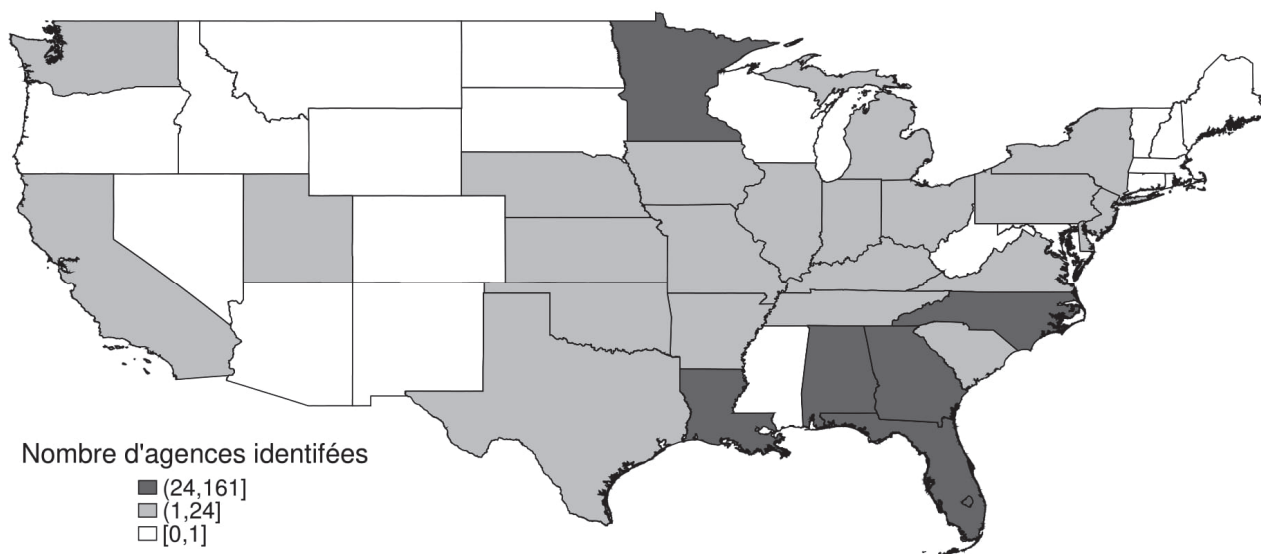 Nombre d'agences identifées
(24,161]
(1,24]
[0,1]